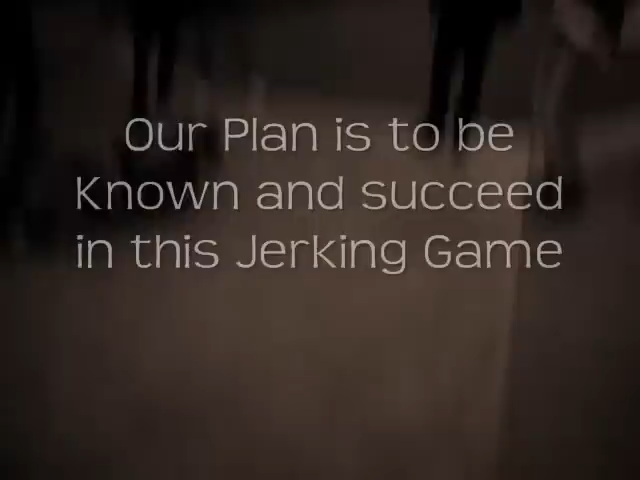 Our Plan is to be
Known and succeed
in this Jerking Game